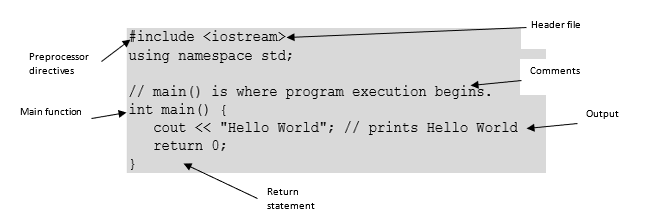 Header file
#include <iostream>
Preprocessor
directives
using namespace std;
Comments
// main() is where program execution begins.
Main function
int main() {
cout << "Hello World"; // prints Hello World
Output
return 0;
}
Return
statement